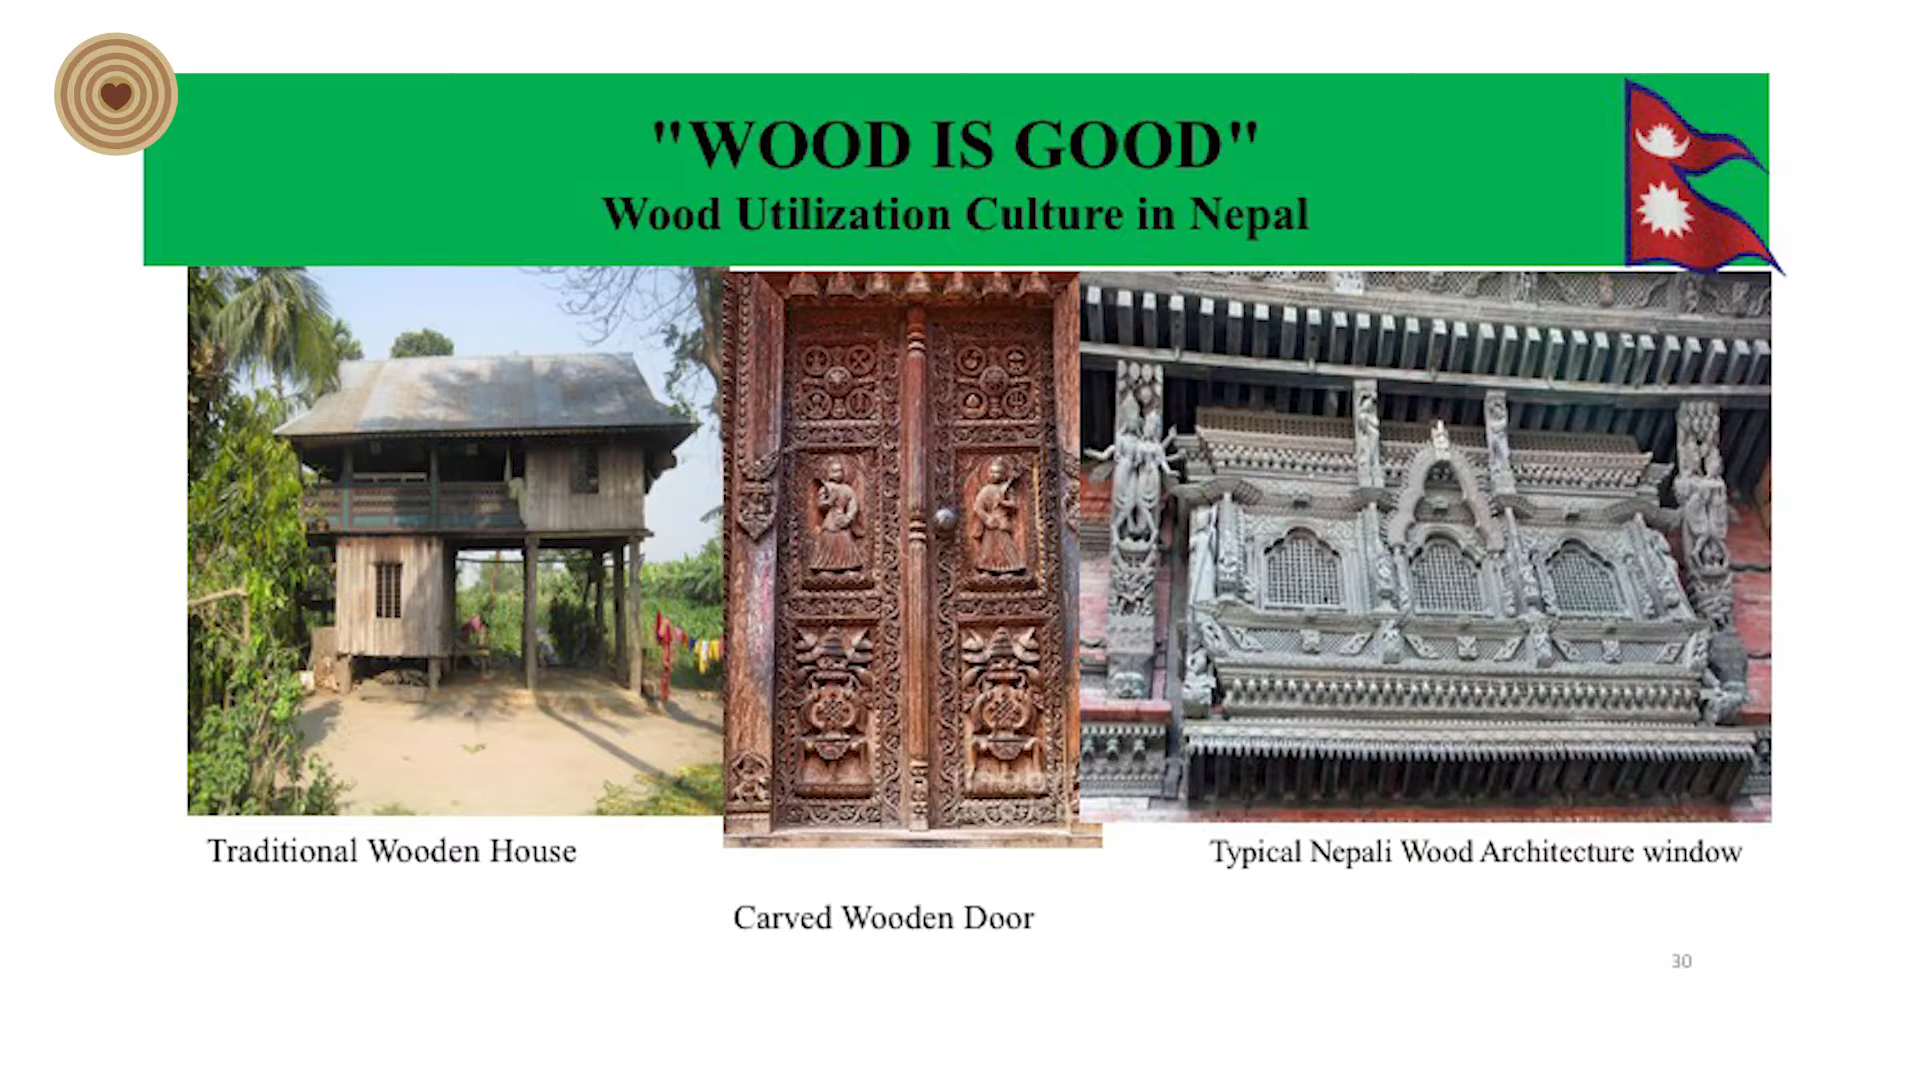 "WOOD IS GOOD"
Wood Utilization Culture in Nepal
Traditional Wooden House
Carved Wooden Door
Typical Nepali Wood Architecture window
30